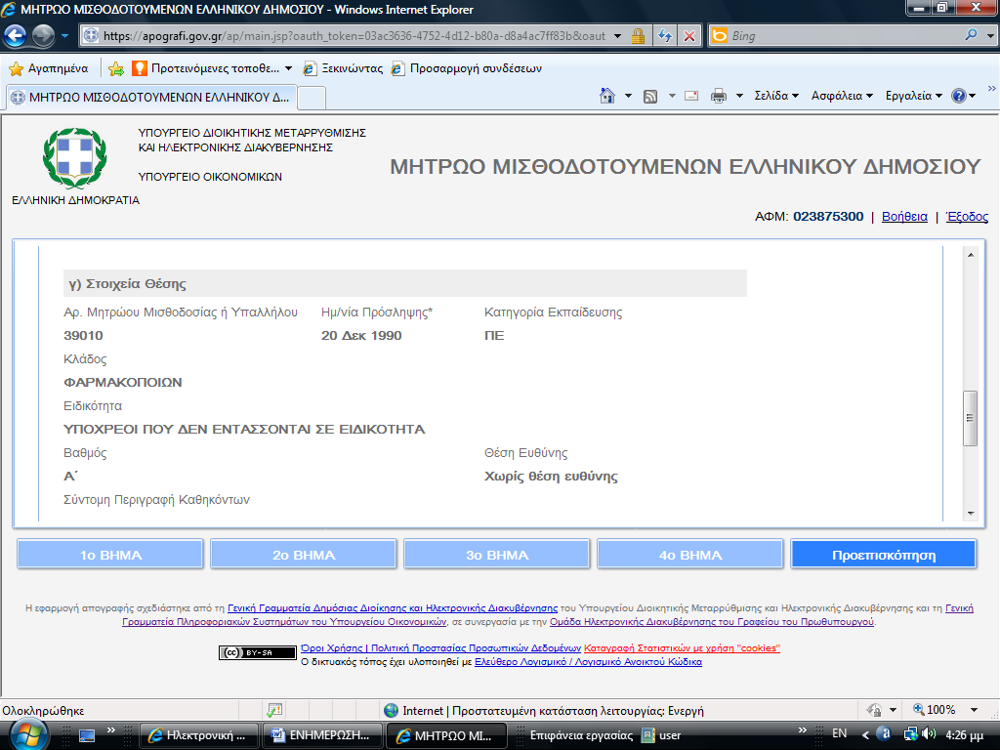 ΜΗΤΡΩΟ ΜΙΣΘΟΔΟΤΟΥΜΕΝΩΝ ΕΛΛΗΝΙΚΟΥ ΔΗΜΟΣΙΟΥ - Windows Internet Explorer
https://apografi.gov.gr/ap/main.jsp?oauth_token=03ac3636-4752-4d12-b80a-d8a4ac7ff83b&oaut
Bing
Αγαπημένα
Προτεινόμενες τοποθε...
Ξεκινώντας
Προσαρμογή συνδέσεων
ΜΗΤΡΩΟ ΜΙΣΘΟΔΟΤΟΥΜΕΝΩΝ ΕΛΛΗΝΙΚΟΥ Δ...
Σελίδα
Ασφάλεια
Εργαλεία
ΥΠΟΥΡΓΕΙΟ ΔΙΟΙΚΗΤΙΚΗΣ ΜΕΤΑΡΡΥΘΜΙΣΗΣ
ΚΑΙ ΗΛΕΚΤΡΟΝΙΚΗΣ ΔΙΑΚΥΒΕΡΝΗΣΗΣ
ΥΠΟΥΡΓΕΙΟ ΟΙΚΟΝΟΜΙΚΩΝ
ΕΛΛΗΝΙΚΗ ΔΗΜΟΚΡΑΤΙΑ
ΜΗΤΡΩΟ ΜΙΣΘΟΔΟΤΟΥΜΕΝΩΝ ΕΛΛΗΝΙΚΟΥ ΔΗΜΟΣΙΟΥ
ΑΦΜ: 023875300 | Βοήθεια | Έξοδος
γ) Στοιχεία Θέσης
Αρ. Μητρώου Μισθοδοσίας ή Υπαλλήλου Ημ/νία Πρόσληψης* Κατηγορία Εκπαίδευσης
39010 20 Δεκ 1990 ΠΕ
Κλάδος
ΦΑΡΜΑΚΟΠΟΙΩΝ
Ειδικότητα
ΥΠΟΧΡΕΟΙ ΠΟΥ ΔΕΝ ΕΝΤΑΣΣΟΝΤΑΙ ΣΕ ΕΙΔΙΚΟΤΗΤΑ
Βαθμός Θέση Ευθύνης
Α΄ Χωρίς θέση ευθύνης
Σύντομη Περιγραφή Καθηκόντων
1ο ΒΗΜΑ 2ο ΒΗΜΑ 3ο ΒΗΜΑ 4ο ΒΗΜΑ Προεπισκόπηση
Η εφαρμογή απογραφής σχεδιάστηκε από τη Γενική Γραμματεία Δημόσιας Διοίκησης και Ηλεκτρονικής Διακυβέρνησης του Υπουργείου Διοικητικής Μεταρρύθμισης και Ηλεκτρονικής Διακυβέρνησης και τη Γενική
Γραμματεία Πληροφοριακών Συστημάτων του Υπουργείου Οικονομικών, σε συνεργασία με την Ομάδα Ηλεκτρονικής Διακυβέρνησης του Γραφείου του Πρωθυπουργού.
cc BY-SA
Όροι Χρήσης | Πολιτική Προστασίας Προσωπικών Δεδομένων Καταγραφή Στατιστικών με χρήση "cookies"
Ο δικτυακός τόπος έχει υλοποιηθεί με Ελεύθερο Λογισμικό / Λογισμικό Ανοικτού Κώδικα
Ολοκληρώθηκε
Internet | Προστατευμένη κατάσταση λειτουργίας: Ενεργή
100%
Ηλεκτρονική ...
ΕΝΗΜΕΡΩΣΗ...
ΜΗΤΡΩΟ ΜΙ...
Επιφάνεια εργασίας
user
EN
4:26 μμ